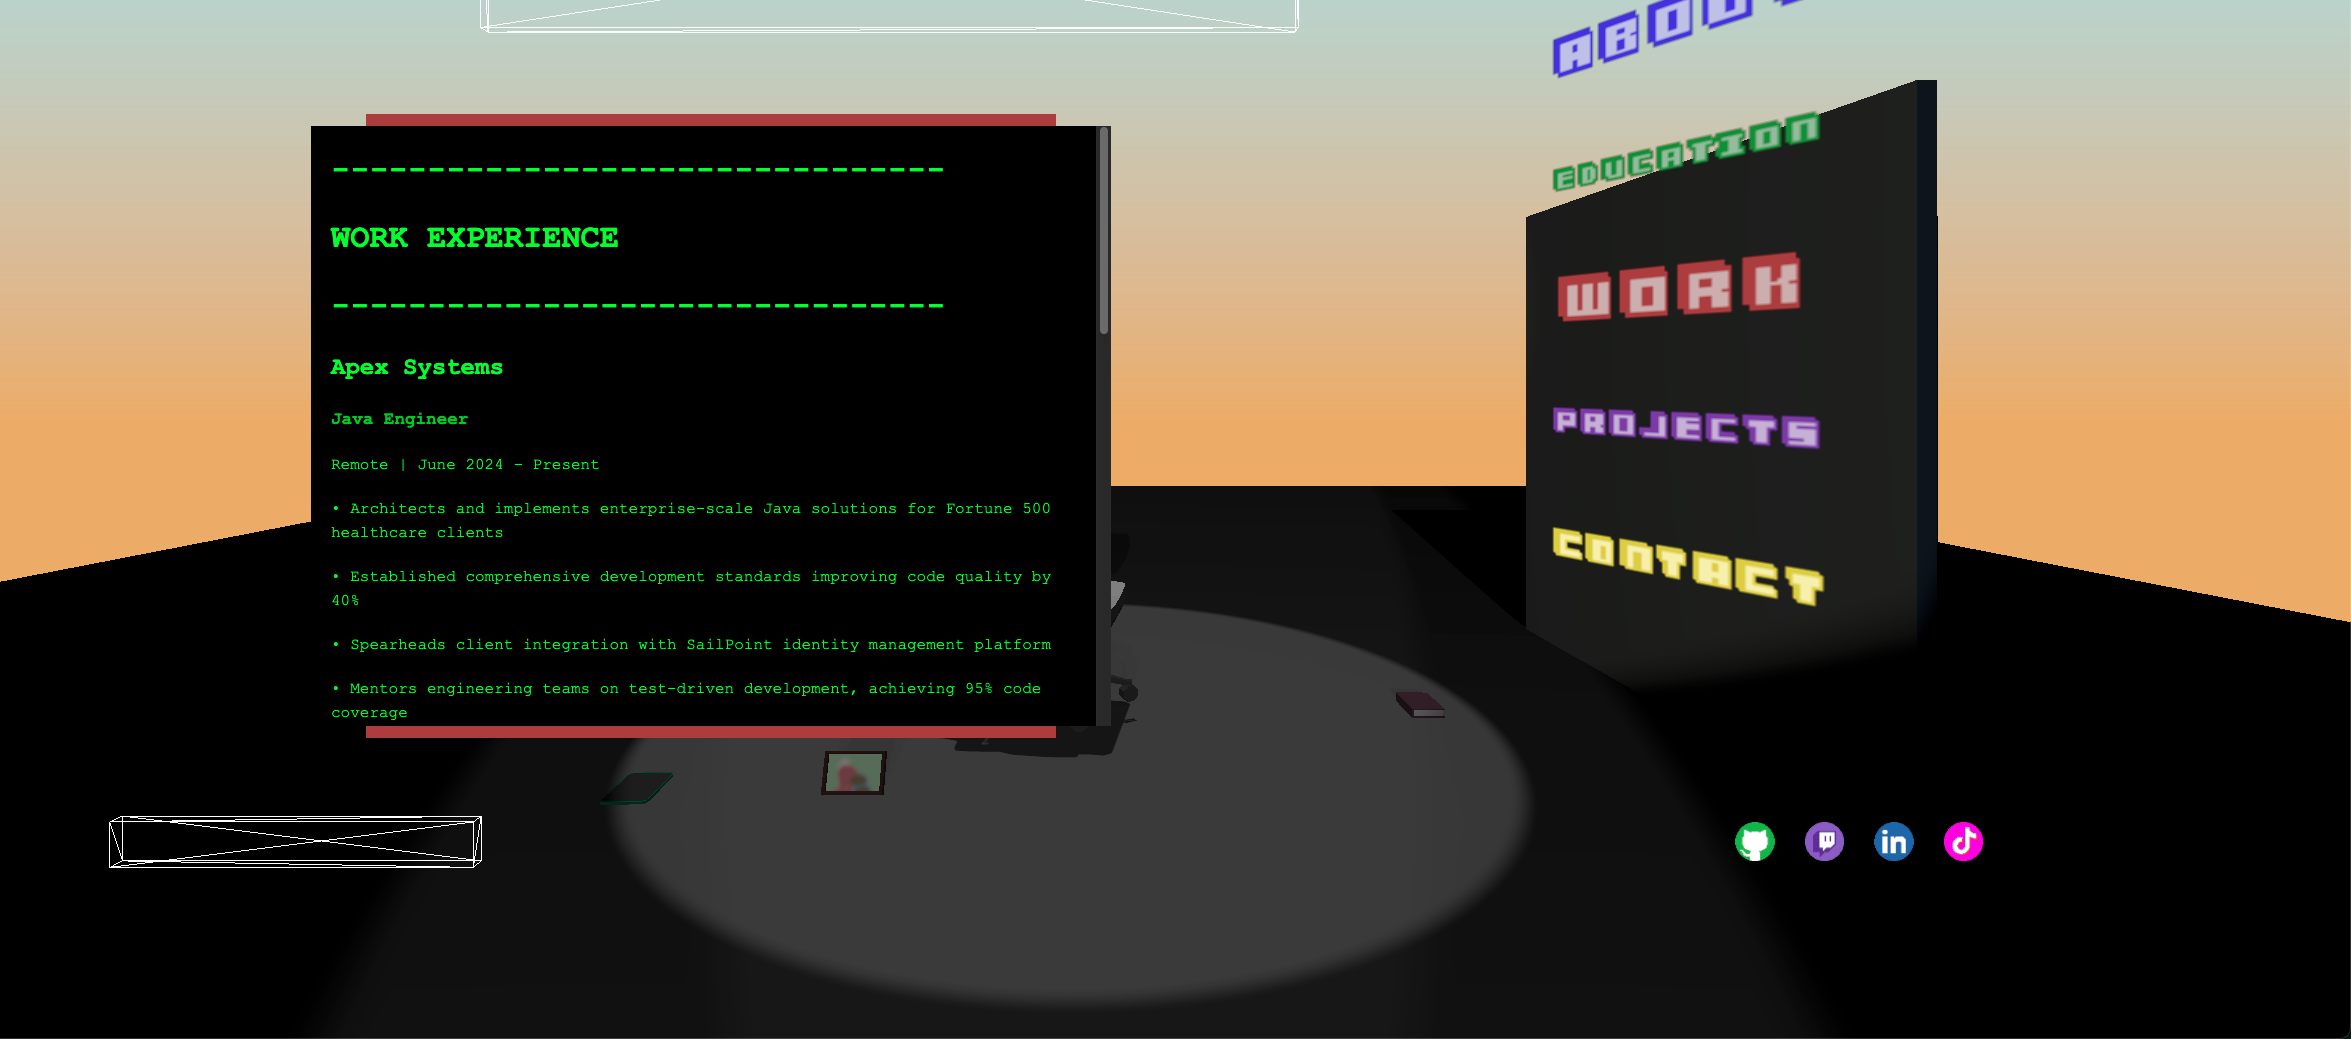 ABOU
EDUCATION
WORK
PROJECTS
CONTACT
--------------------------------
WORK EXPERIENCE
--------------------------------
Apex Systems
Java Engineer
Remote | June 2024 - Present
• Architects and implements enterprise-scale Java solutions for Fortune 500
healthcare clients
• Established comprehensive development standards improving code quality by
40%
• Spearheads client integration with SailPoint identity management platform
• Mentors engineering teams on test-driven development, achieving 95% code
coverage
in